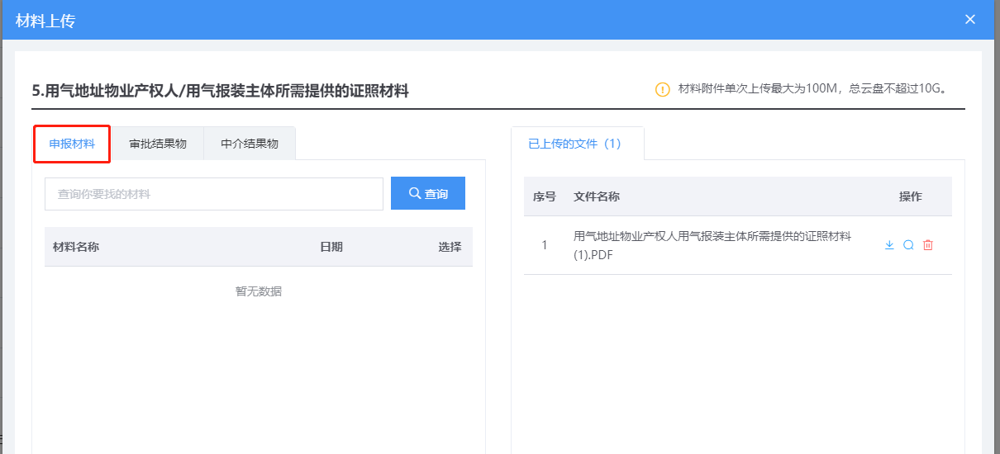 材料上传
5.用气地址物业产权人/用气报装主体所需提供的证照材料
材料附件单次上传最大为100M，总云盘不超过10G。
申报材料 审批结果物 中介结果物
查询你要找的材料 查询
材料名称 日期 选择
暂无数据
已上传的文件（1）
序号 文件名称 操作
1 用气地址物业产权人用气报装主体所需提供的证照材料
(1).PDF